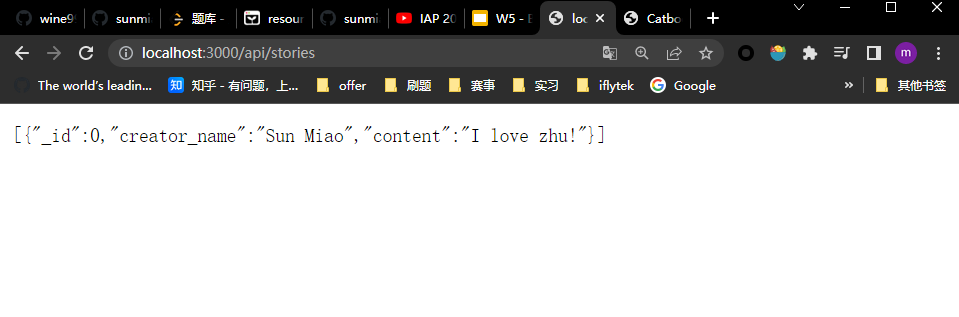 wine9
sunmi
题库 -
resour
sunmi
IAP 20
W5 - E
loc
Catbo
localhost:3000/api/stories
m
The world's leadin...
知 知乎 - 有问题，上...
offer
刷题
赛事
实习
iflytek
Google
»
其他书签
[{"_id":0,"creator_name":"Sun Miao","content":"I love zhu!"}]